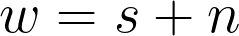 w = s + n